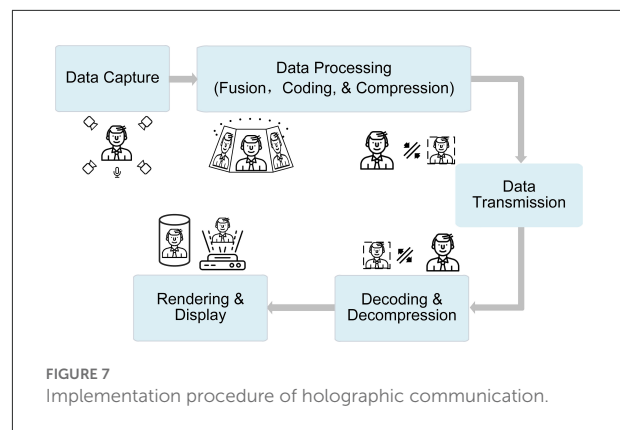 Data Capture
Data Processing
(Fusion，Coding, & Compression)
Data
Transmission
Decoding &
Decompression
Rendering &
Display
FIGURE 7
Implementation procedure of holographic communication.